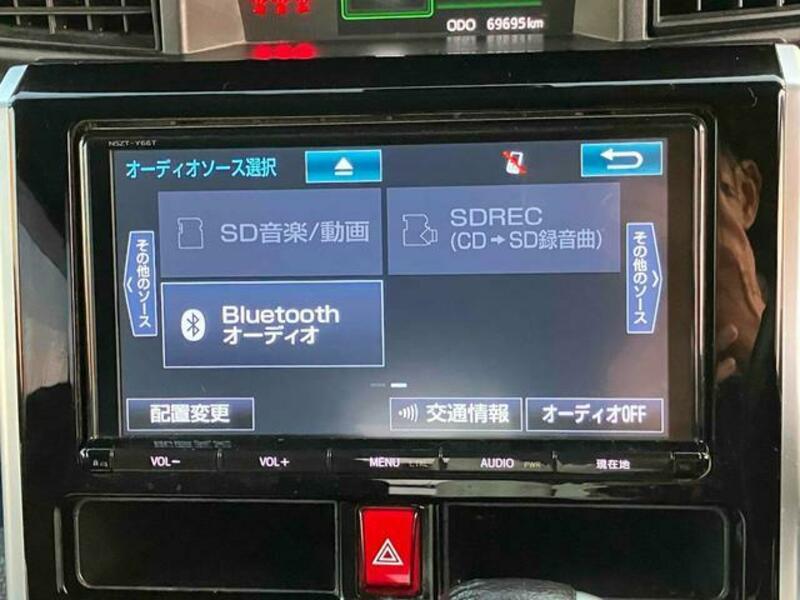 ODO 69695km
NSZT-Y66T
オーディオソース選択
SD音楽/動画
SDREC
(CD→SD録音曲)
その他のソース
その他のソース
Bluetooth
オーディオ
配置変更
交通情報
オーディオOFF
VOL−
VOL+
MENU
AUDIO PWR
現在地